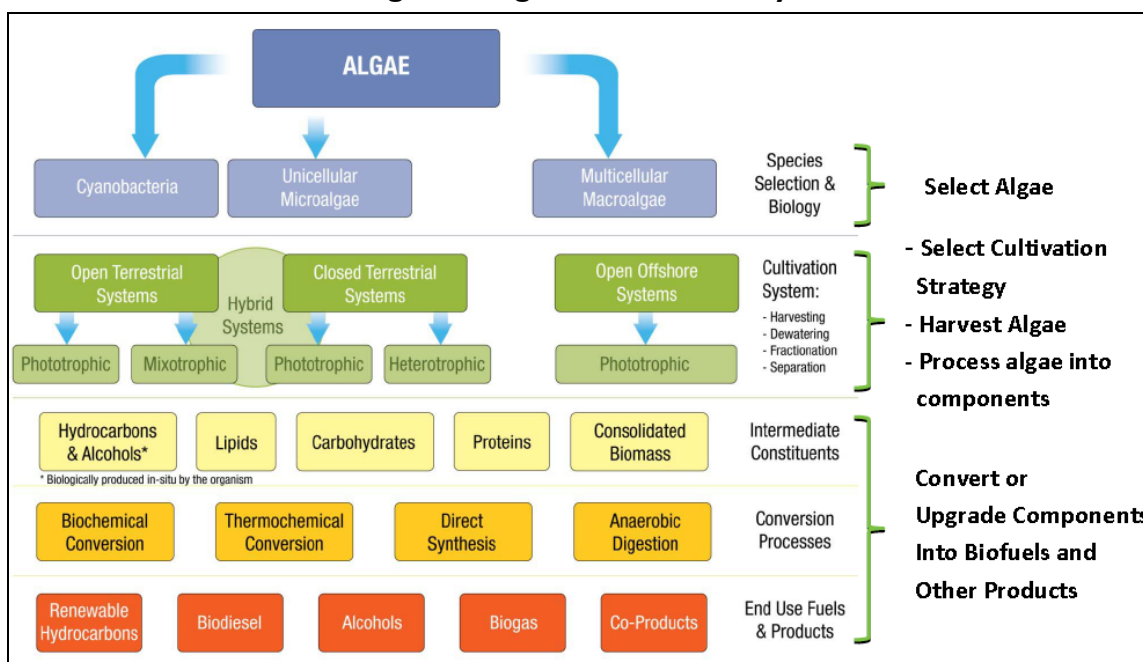 ALGAE
Cyanobacteria
Unicellular
Microalgae
Multicellular
Macroalgae
Species
Selection &
Biology
Select Algae
Open Terrestrial
Systems
Hybrid
Systems
Closed Terrestrial
Systems
Open Offshore
Systems
Phototrophic
Mixotrophic
Phototrophic
Heterotrophic
Phototrophic
Cultivation
System:
- Harvesting
- Dewatering
- Fractionation
- Separation
- Select Cultivation
Strategy
- Harvest Algae
- Process algae into
components
Hydrocarbons
& Alcohols*
Lipids
Carbohydrates
Proteins
Consolidated
Biomass
Intermediate
Constituents
* Biologically produced in-situ by the organism
Biochemical
Conversion
Thermochemical
Conversion
Direct
Synthesis
Anaerobic
Digestion
Conversion
Processes
Renewable
Hydrocarbons
Biodiesel
Alcohols
Biogas
Co-Products
End Use Fuels
& Products
Convert or
Upgrade Components
Into Biofuels and
Other Products